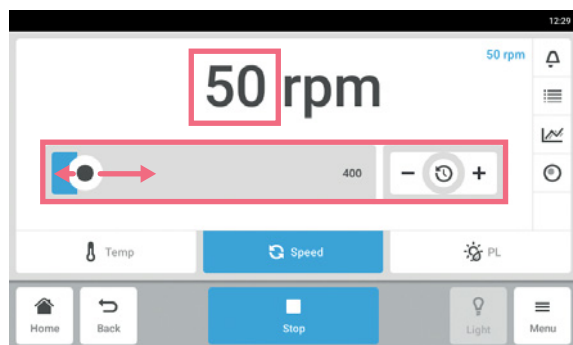 12:29
50 rpm
50 rpm
400
− +
Temp
Speed
PL
Home
Back
Stop
Light
Menu